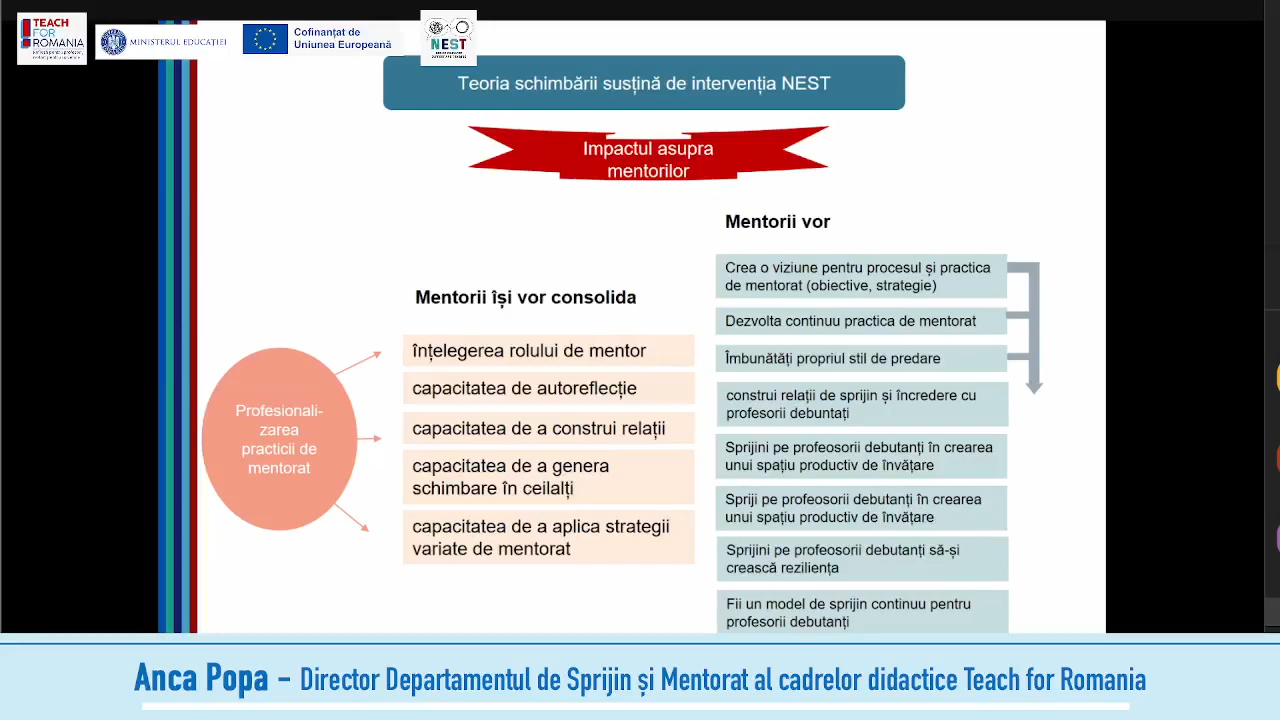 TEACH
FOR
ROMANIA
MINISTERUL EDUCAȚIEI
Cofinanțat de
Uniunea Europeană
NEST
Teoria schimbării susțină de intervenția NEST
Impactul asupra
mentorilor
Mentorii vor
Crea o viziune pentru procesul și practica
de mentorat (obiective, strategie)
Dezvolta continuu practica de mentorat
Îmbunătăți propriul stil de predare
construi relații de sprijin și încredere cu
profesorii debuntați
Sprijini pe profeosorii debutanți în crearea
unui spațiu productiv de învățare
Spriji pe profeosorii debutanți în crearea
unui spațiu productiv de învățare
Sprijini pe profeosorii debutanți să-și
crească reziliența
Fii un model de sprijin continuu pentru
profesorii debutanți
Mentorii își vor consolida
înțelegerea rolului de mentor
capacitatea de autoreflecție
capacitatea de a construi relații
capacitatea de a genera
schimbare în ceilalți
capacitatea de a aplica strategii
variate de mentorat
Profesionali-
zarea
practicii de
mentorat
Anca Popa – Director Departamentul de Sprijin și Mentorat al cadrelor didactice Teach for Romania